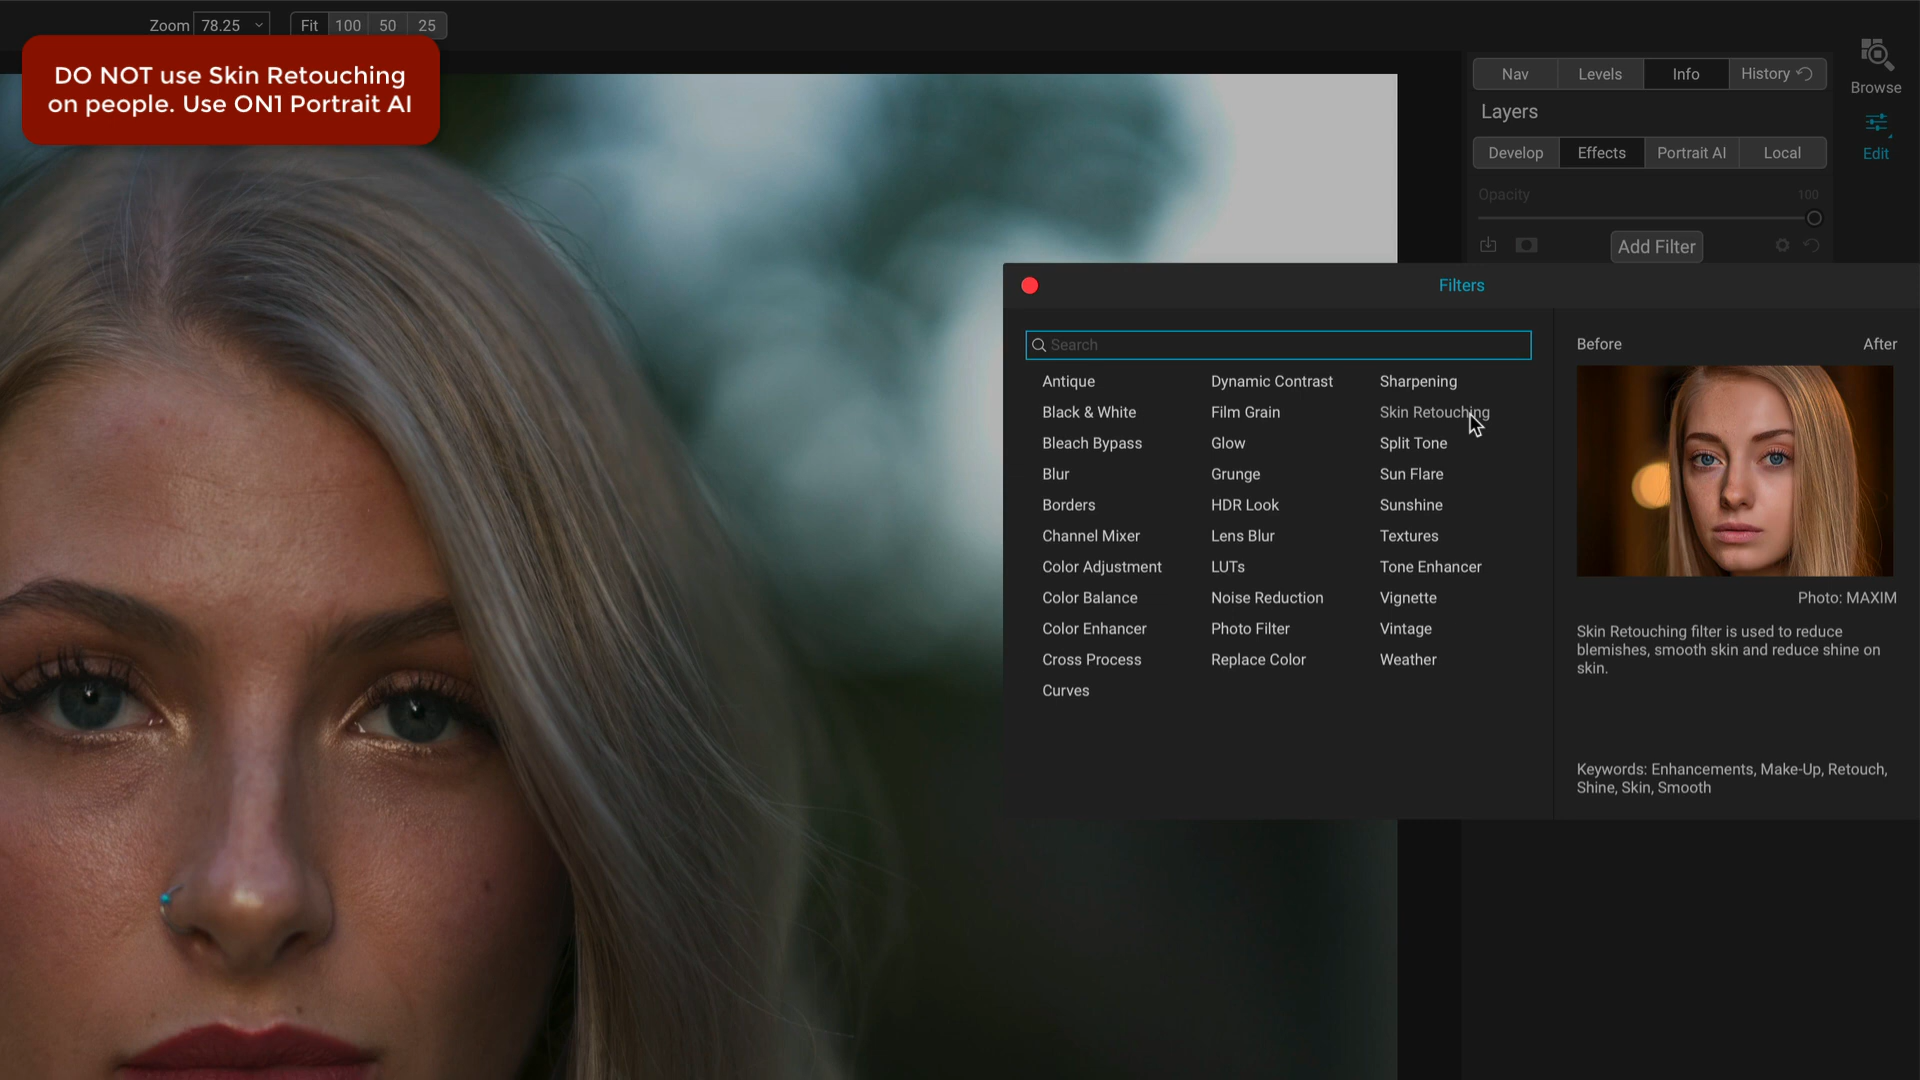 Zoom 78.25 Fit 100 50 25
DO NOT use Skin Retouching
on people. Use ON1 Portrait AI
Nav Levels Info History
Browse
Layers
Develop Effects Portrait AI Local
Edit
Opacity 100
Add Filter
Filters
Search
Antique
Black & White
Bleach Bypass
Blur
Borders
Channel Mixer
Color Adjustment
Color Balance
Color Enhancer
Cross Process
Curves
Dynamic Contrast
Film Grain
Glow
Grunge
HDR Look
Lens Blur
LUTs
Noise Reduction
Photo Filter
Replace Color
Sharpening
Skin Retouching
Split Tone
Sun Flare
Sunshine
Textures
Tone Enhancer
Vignette
Vintage
Weather
Before After
Photo: MAXIM
Skin Retouching filter is used to reduce
blemishes, smooth skin and reduce shine on
skin.
Keywords: Enhancements, Make-Up, Retouch,
Shine, Skin, Smooth